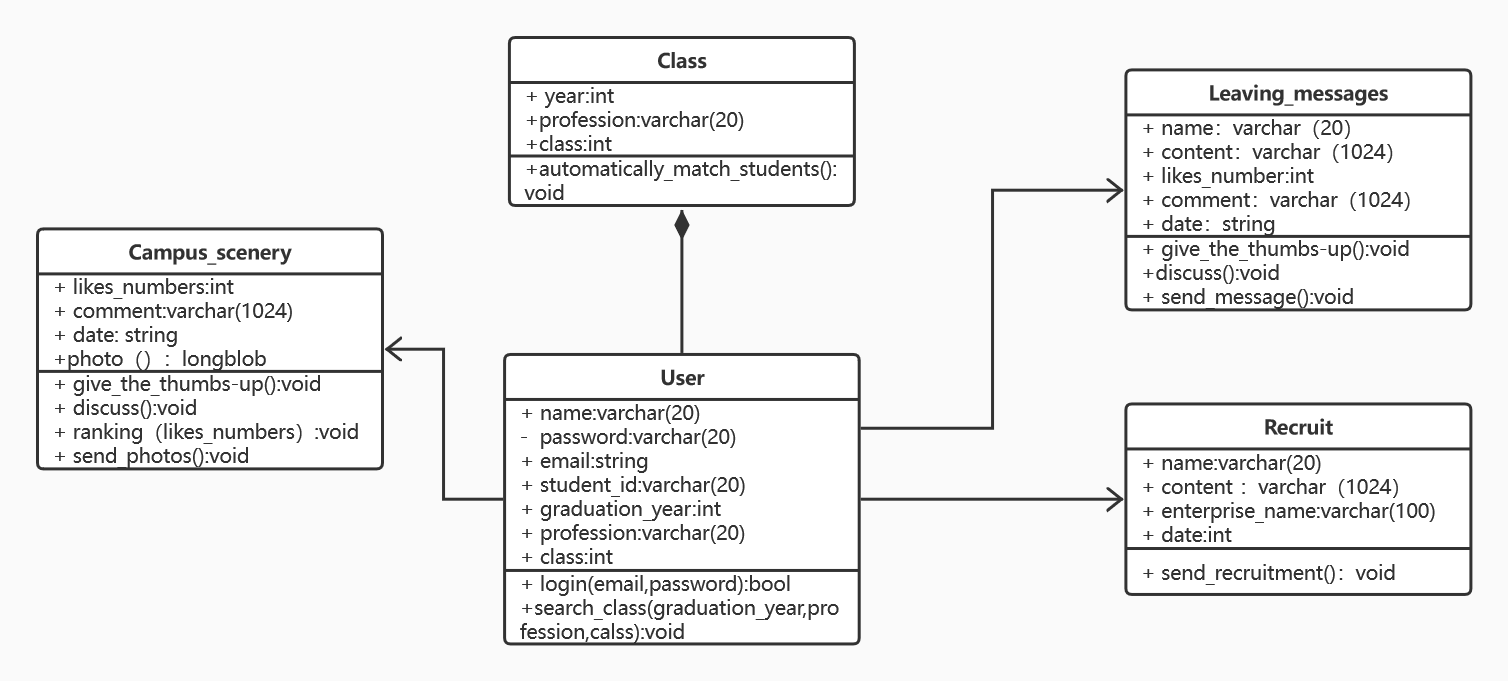 Class
+ year:int
+profession:varchar(20)
+class:int
+automatically_match_students():
void
Leaving_messages
+ name：varchar（20）
+ content：varchar（1024）
+ likes_number:int
+ comment：varchar（1024）
+ date：string
+ give_the_thumbs-up():void
+discuss():void
+ send_message():void
Campus_scenery
+ likes_numbers:int
+ comment:varchar(1024)
+ date: string
+photo（）：longblob
+ give_the_thumbs-up():void
+ discuss():void
+ ranking（likes_numbers）:void
+ send_photos():void
User
+ name:varchar(20)
- password:varchar(20)
+ email:string
+ student_id:varchar(20)
+ graduation_year:int
+ profession:varchar(20)
+ class:int
+ login(email,password):bool
+search_class(graduation_year,pro
fession,calss):void
Recruit
+ name:varchar(20)
+ content：varchar（1024）
+ enterprise_name:varchar(100)
+ date:int
+ send_recruitment()：void